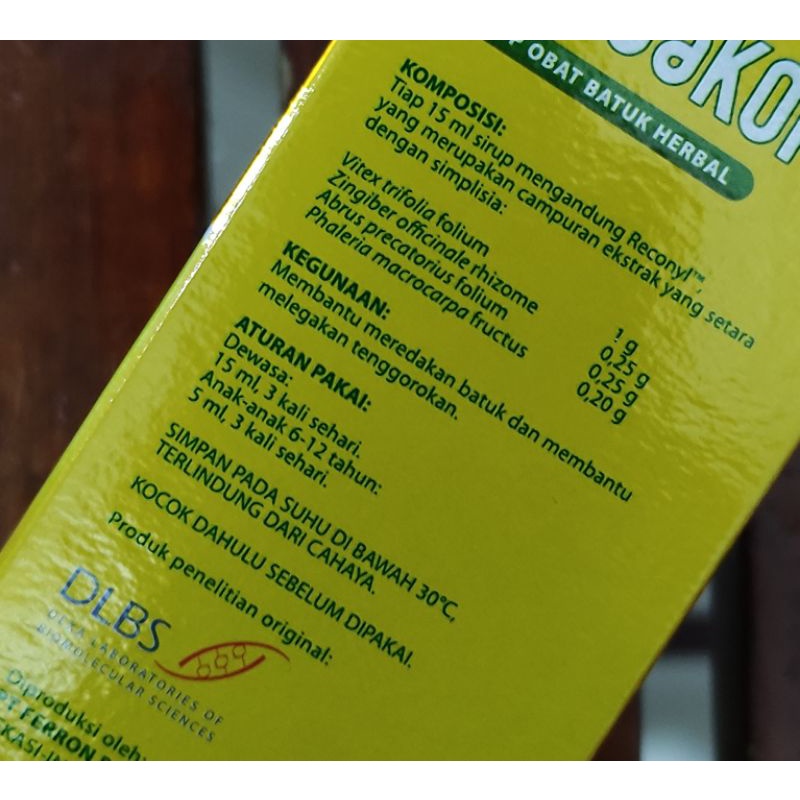 OBAT BATUK HERBAL
KOMPOSISI:
Tiap 15 ml sirup mengandung Reconyl™,
yang merupakan campuran ekstrak yang setara
dengan simplisia:
Vitex trifolia folium 1 g
Zingiber officinale rhizome 0,25 g
Abrus precatorius folium 0,25 g
Phaleria macrocarpa fructus 0,20 g
KEGUNAAN:
Membantu meredakan batuk dan membantu
melegakan tenggorokan.
ATURAN PAKAI:
Dewasa:
15 ml, 3 kali sehari.
Anak-anak 6-12 tahun:
5 ml, 3 kali sehari.
SIMPAN PADA SUHU DI BAWAH 30°C,
TERLINDUNG DARI CAHAYA.
KOCOK DAHULU SEBELUM DIPAKAI.
Produk penelitian original:
DLBS
DEXA LABORATORIES OF
BIOMOLECULAR SCIENCES
Diproduksi oleh:
PT FERRON